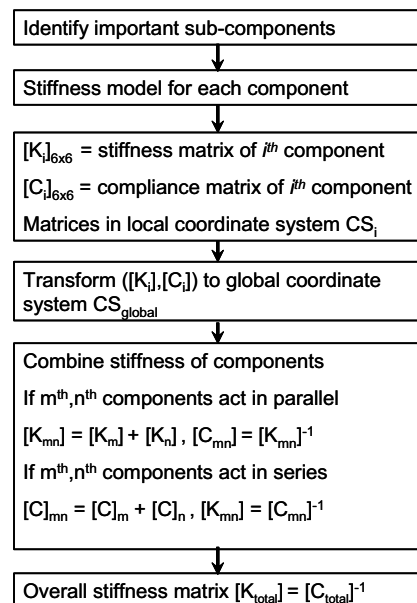 Identify important sub-components
Stiffness model for each component
[Kᵢ]₆ₓ₆ = stiffness matrix of iᵗʰ component
[Cᵢ]₆ₓ₆ = compliance matrix of iᵗʰ component
Matrices in local coordinate system CSᵢ
Transform ([Kᵢ],[Cᵢ]) to global coordinate
system CS_global
Combine stiffness of components
If mᵗʰ,nᵗʰ components act in parallel
[Kₘₙ] = [Kₘ] + [Kₙ] , [Cₘₙ] = [Kₘₙ]⁻¹
If mᵗʰ,nᵗʰ components act in series
[C]ₘₙ = [C]ₘ + [C]ₙ , [Kₘₙ] = [Cₘₙ]⁻¹
Overall stiffness matrix [K_total] = [C_total]⁻¹